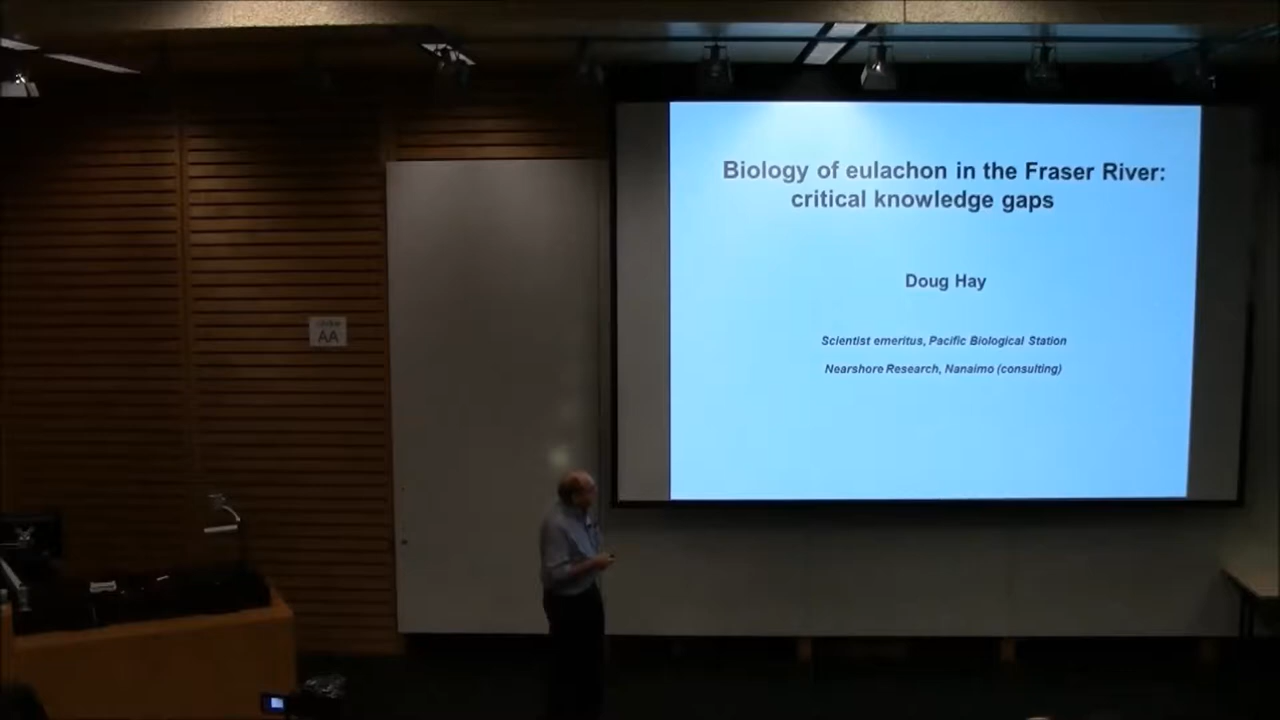 Biology of eulachon in the Fraser River:
critical knowledge gaps
Doug Hay
Scientist emeritus, Pacific Biological Station
Nearshore Research, Nanaimo (consulting)
AA